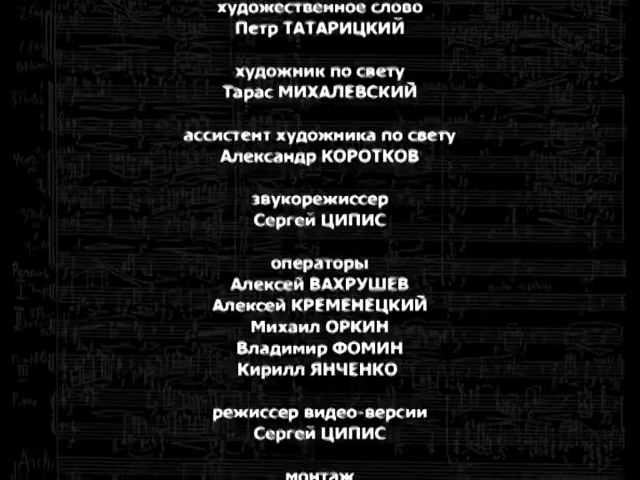 художественное слово
Петр ТАТАРИЦКИЙ
художник по свету
Тарас МИХАЛЕВСКИЙ
ассистент художника по свету
Александр КОРОТКОВ
звукорежиссер
Сергей ЦИПИС
операторы
Алексей ВАХРУШЕВ
Алексей КРЕМЕНЕЦКИЙ
Михаил ОРКИН
Владимир ФОМИН
Кирилл ЯНЧЕНКО
режиссер видео-версии
Сергей ЦИПИС
монтаж